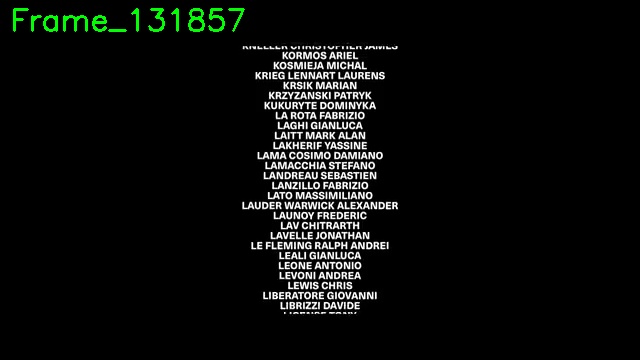 Frame_131857
KNELLER CHRISTOPHER JAMES
KORMOS ARIEL
KOSMIEJA MICHAL
KRIEG LENNART LAURENS
KRSIK MARIAN
KRZYZANSKI PATRYK
KUKURYTE DOMINYKA
LA ROTA FABRIZIO
LAGHI GIANLUCA
LAITT MARK ALAN
LAKHERIF YASSINE
LAMA COSIMO DAMIANO
LAMACCHIA STEFANO
LANDREAU SEBASTIEN
LANZILLO FABRIZIO
LATO MASSIMILIANO
LAUDER WARWICK ALEXANDER
LAUNOY FREDERIC
LAV CHITRARTH
LAVELLE JONATHAN
LE FLEMING RALPH ANDREI
LEALI GIANLUCA
LEONE ANTONIO
LEVONI ANDREA
LEWIS CHRIS
LIBERATORE GIOVANNI
LIBRIZZI DAVIDE